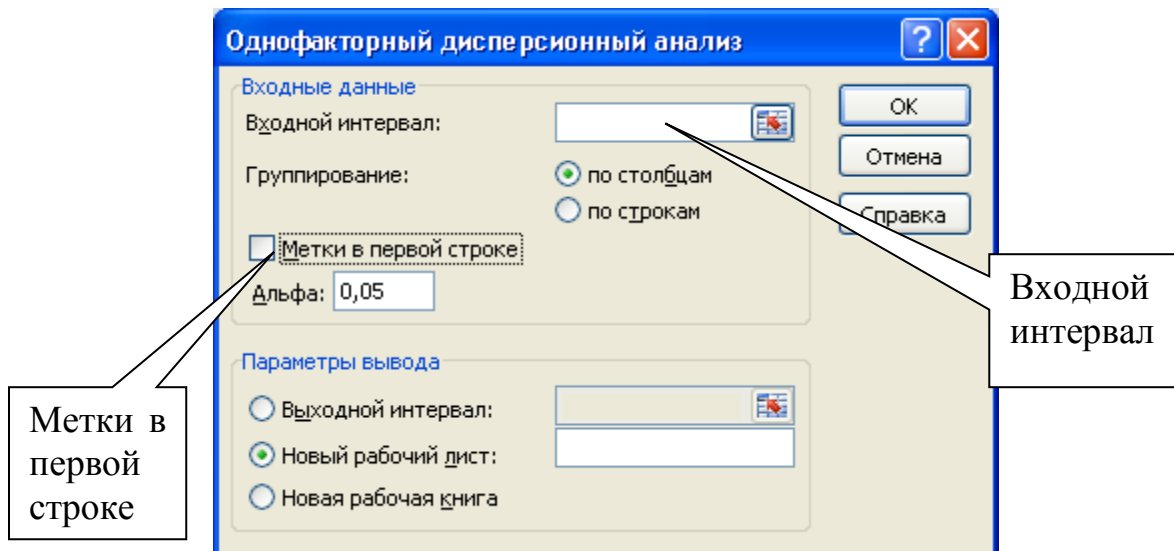 Однофакторный дисперсионный анализ
Входные данные
Входной интервал:
Группирование:
по столбцам
по строкам
Метки в первой строке
Альфа: 0,05
OK
Отмена
Справка
Параметры вывода
Выходной интервал:
Новый рабочий лист:
Новая рабочая книга
Входной
интервал
Метки в
первой
строке